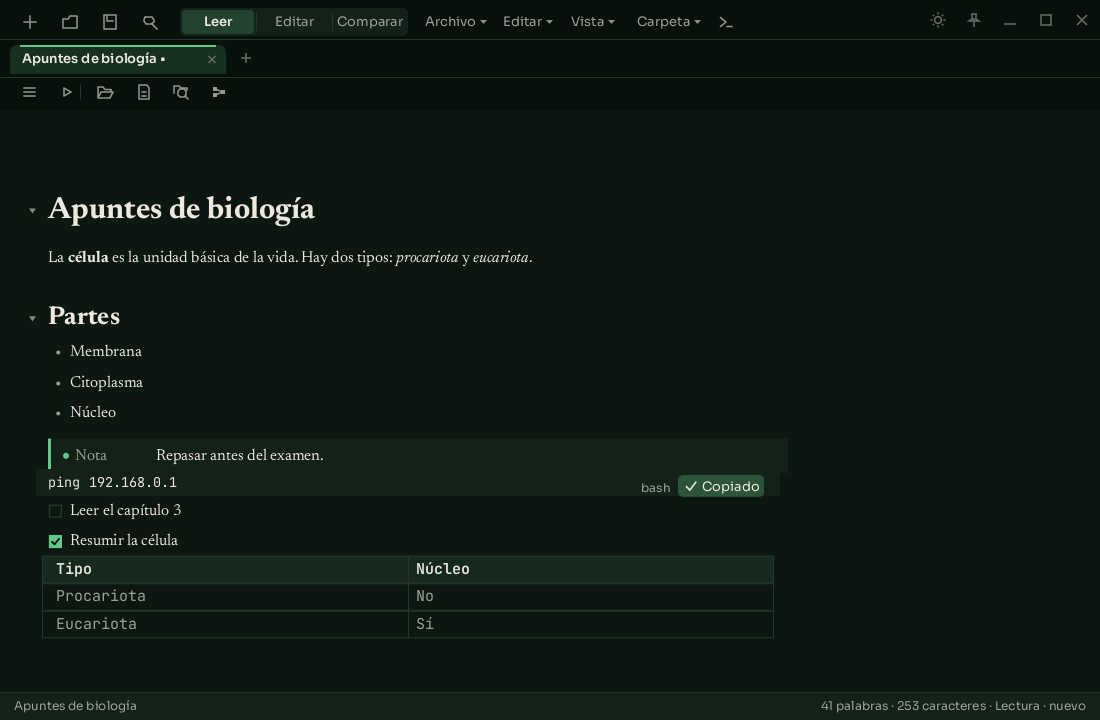 Leer Editar Comparar Archivo Editar Vista Carpeta
Apuntes de biología •
Apuntes de biología
La célula es la unidad básica de la vida. Hay dos tipos: procariota y eucariota.
Partes
• Membrana
• Citoplasma
• Núcleo
● Nota Repasar antes del examen.
ping 192.168.0.1 bash Copiado
Leer el capítulo 3
Resumir la célula
Tipo Núcleo
Procariota No
Eucariota Sí
Apuntes de biología 41 palabras · 253 caracteres · Lectura · nuevo